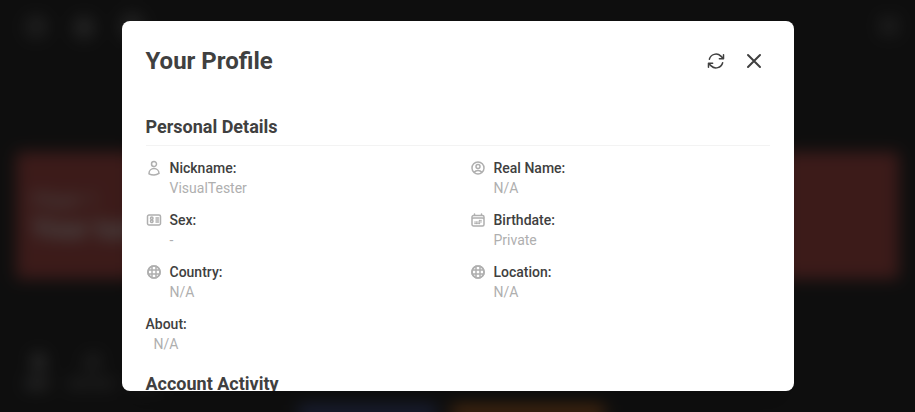 Your Profile
Personal Details
Nickname:
VisualTester
Real Name:
N/A
Sex:
-
Birthdate:
Private
Country:
N/A
Location:
N/A
About:
N/A
Account Activity